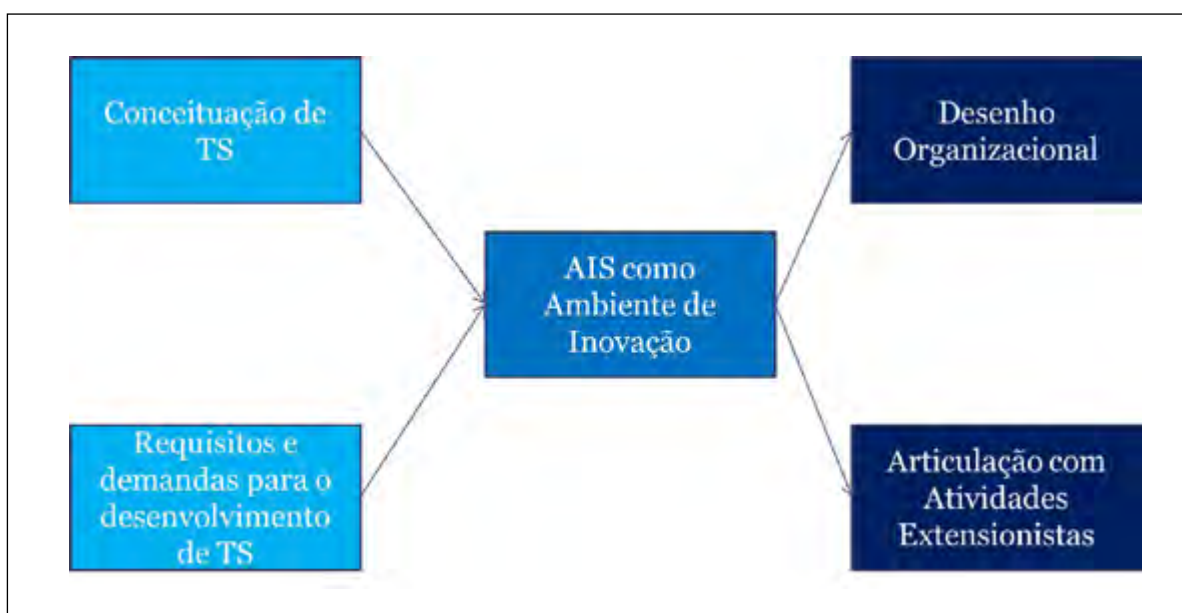 Conceituação de
TS
Requisitos e
demandas para o
desenvolvimento
de TS
AIS como
Ambiente de
Inovação
Desenho
Organizacional
Articulação com
Atividades
Extensionistas